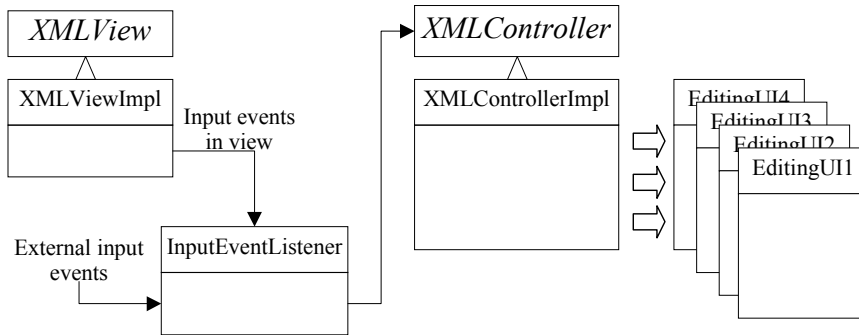 XMLView
XMLController
XMLViewImpl
XMLControllerImpl
EditingUI4
EditingUI3
EditingUI2
EditingUI1
Input events
in view
External input
events
InputEventListener